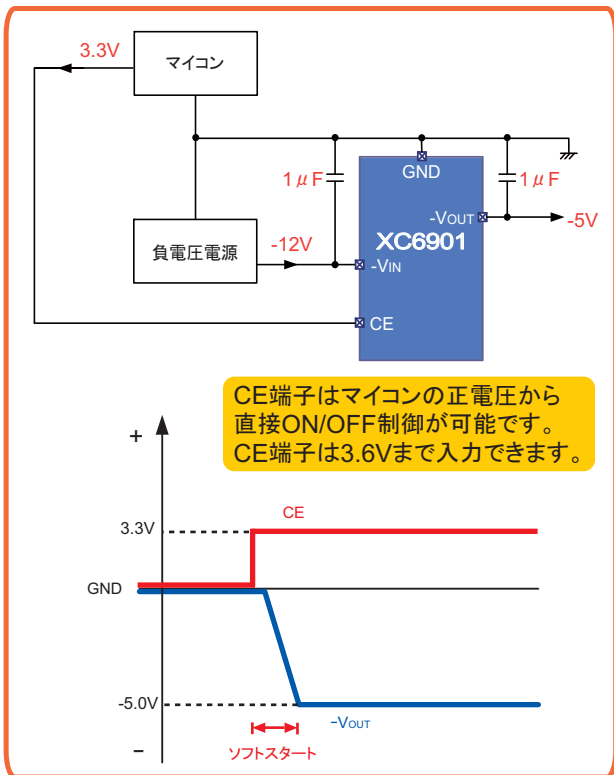 3.3V
マイコン
1μF
GND
1μF
-VOUT
-5V
XC6901
負電圧電源
-12V
-VIN
CE
CE端子はマイコンの正電圧から
直接ON/OFF制御が可能です。
CE端子は3.6Vまで入力できます。
+
CE
3.3V
GND
-5.0V
-VOUT
−
ソフトスタート